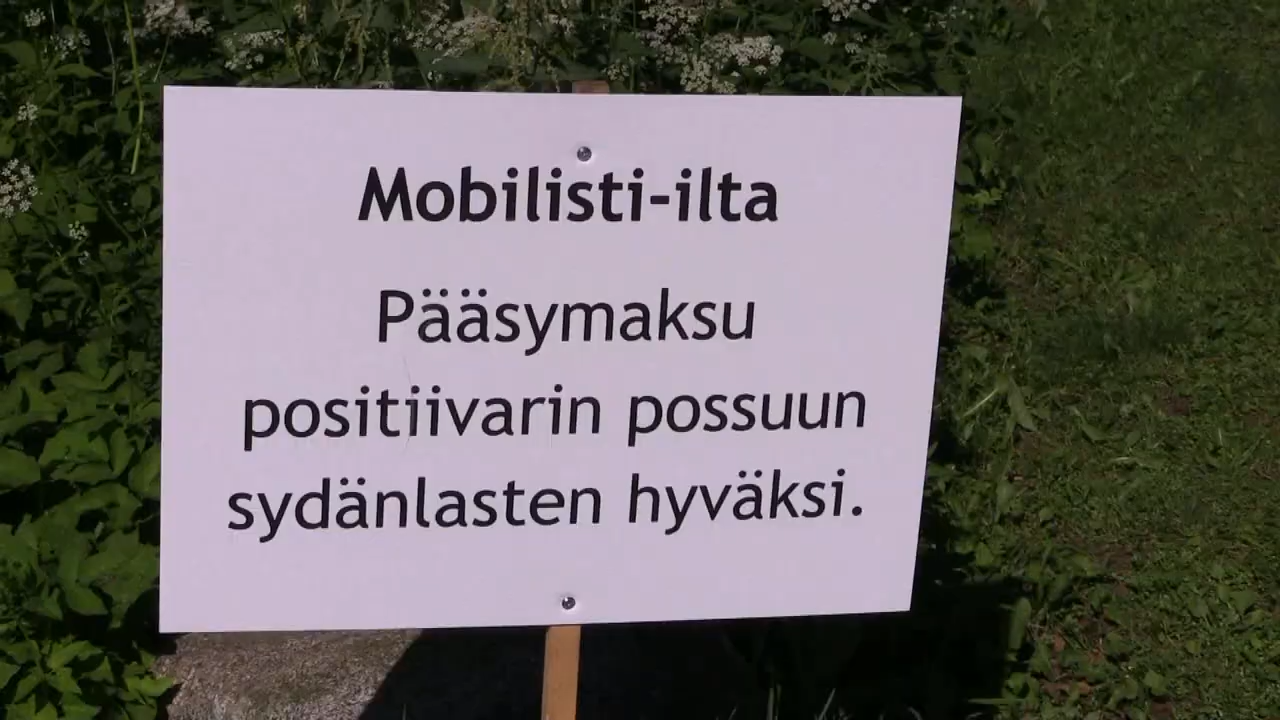 Mobilisti-ilta
Pääsymaksu
positiivarin possuun
sydänlasten hyväksi.